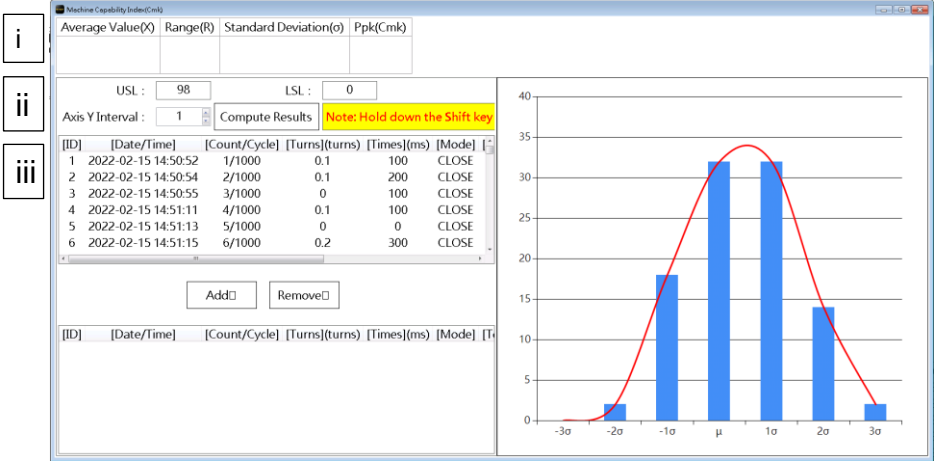 Machine Capability Index(Cmk)
i
Average Value(X) Range(R) Standard Deviation(σ) Ppk(Cmk)
ii
USL : 98 LSL : 0
Axis Y Interval : 1 Compute Results Note: Hold down the Shift key
iii
[ID] [Date/Time] [Count/Cycle] [Turns](turns) [Times](ms) [Mode] [
1 2022-02-15 14:50:52 1/1000 0.1 100 CLOSE
2 2022-02-15 14:50:54 2/1000 0.1 200 CLOSE
3 2022-02-15 14:50:55 3/1000 0 100 CLOSE
4 2022-02-15 14:51:11 4/1000 0.1 100 CLOSE
5 2022-02-15 14:51:13 5/1000 0 0 CLOSE
6 2022-02-15 14:51:15 6/1000 0.2 300 CLOSE
Add□ Remove□
[ID] [Date/Time] [Count/Cycle] [Turns](turns) [Times](ms) [Mode] [T
40
35
30
25
20
15
10
5
0
-3σ -2σ -1σ μ 1σ 2σ 3σ